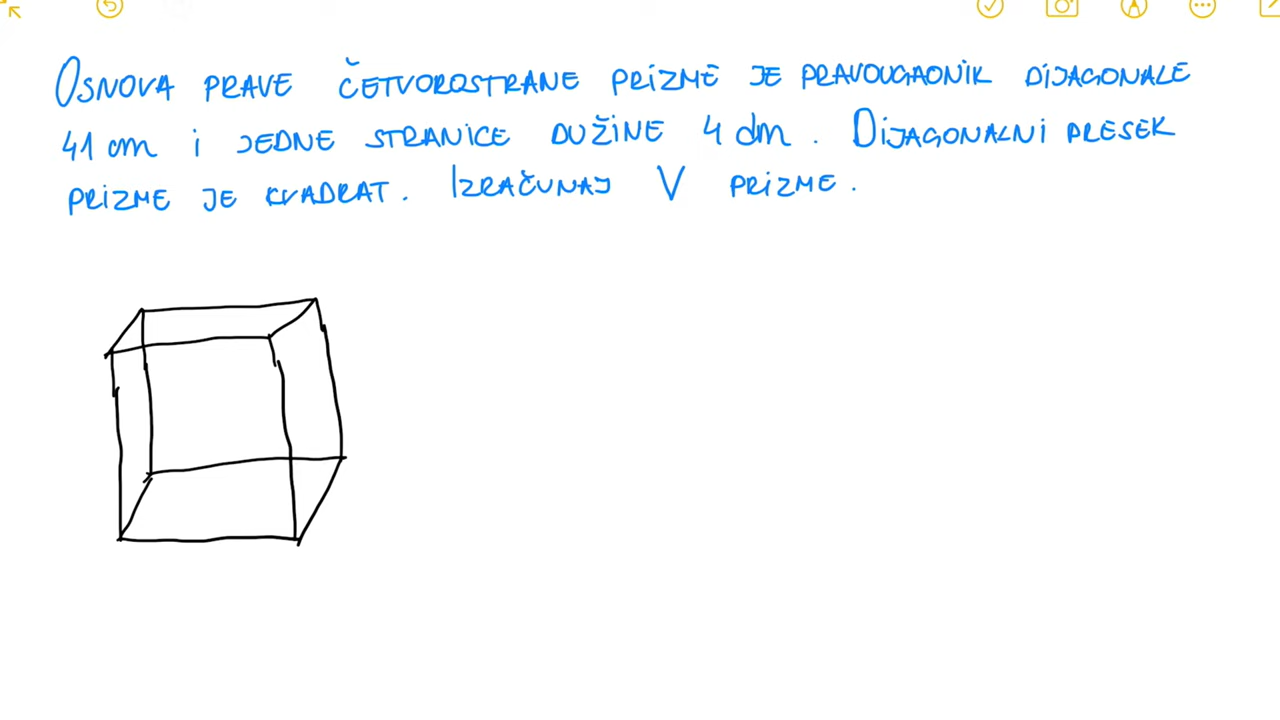 OSNOVA PRAVE ČETVOROSTRANE PRIZME JE PRAVOUGAONIK DIJAGONALE
41 cm i JEDNE STRANICE DUŽINE 4 dm. DIJAGONALNI PRESEK
PRIZME JE KVADRAT. IZRAČUNAJ V PRIZME.